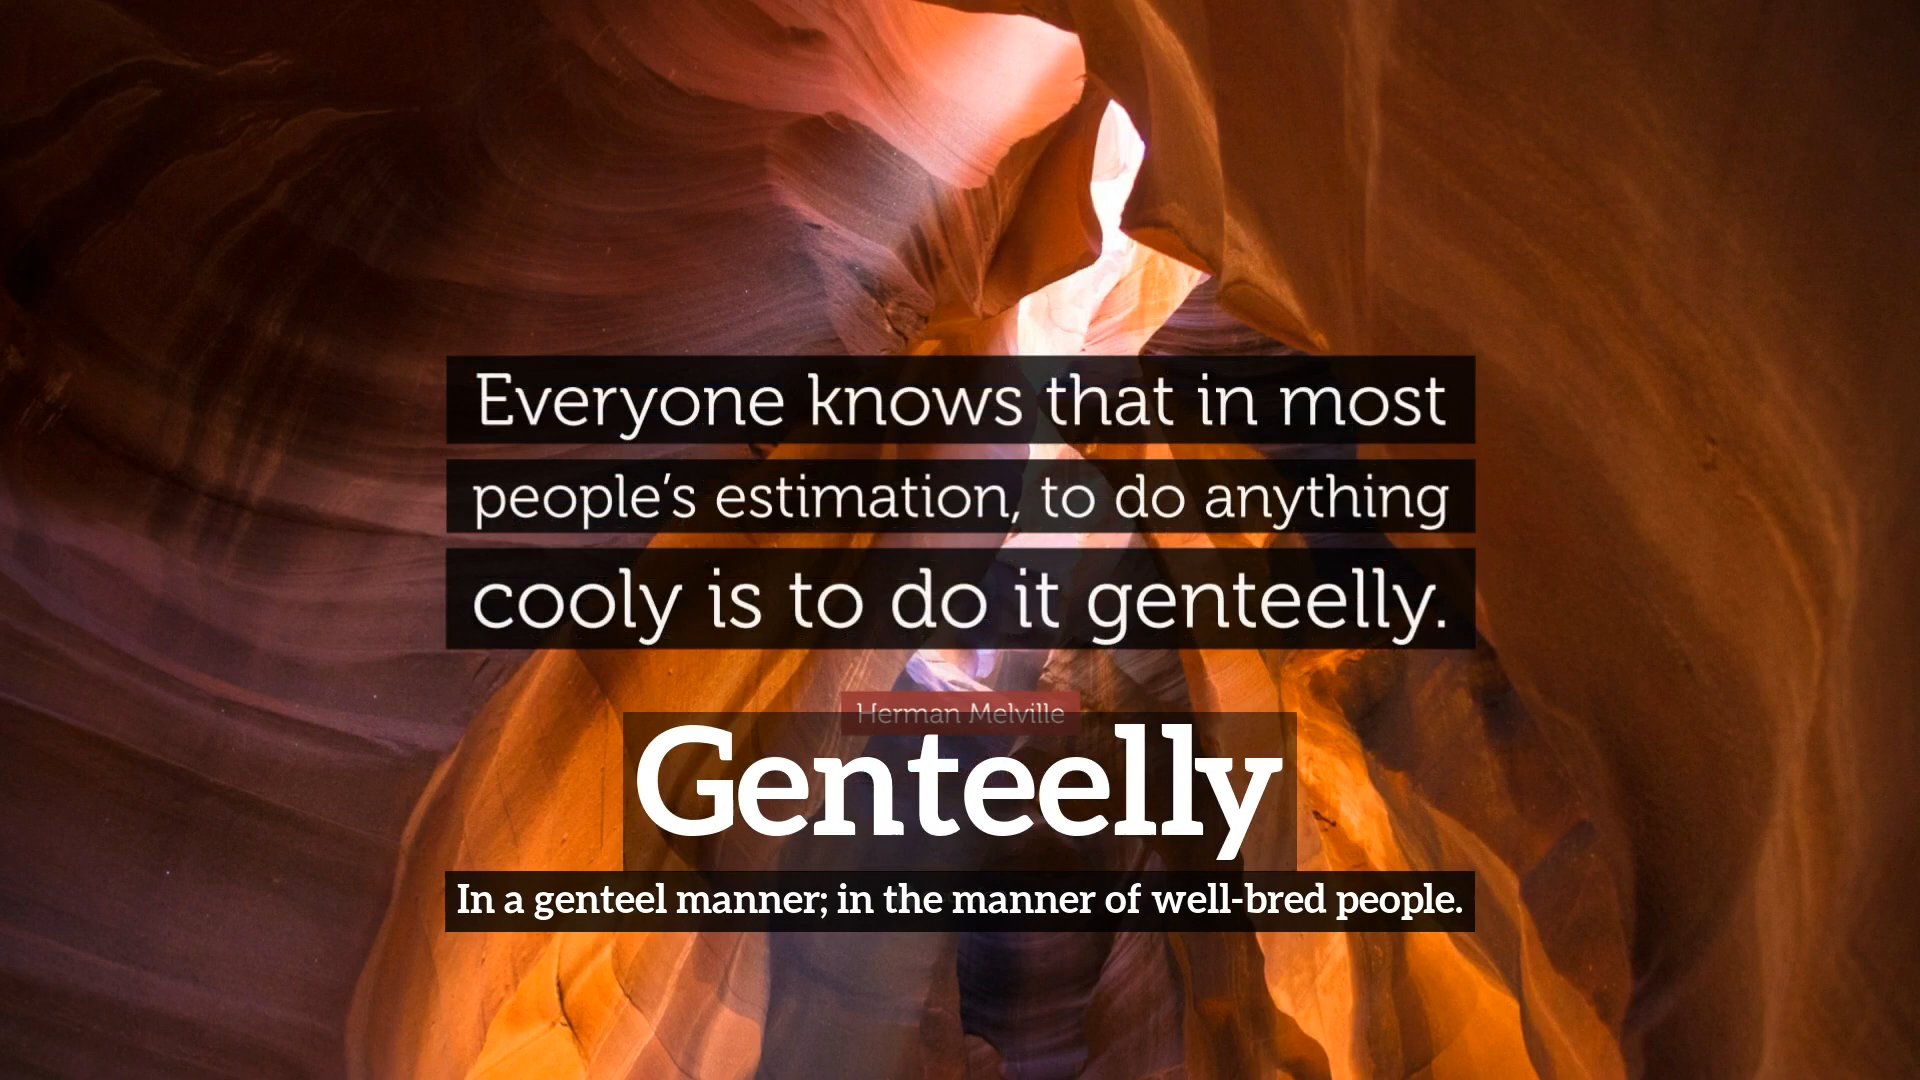 Everyone knows that in most
people’s estimation, to do anything
cooly is to do it genteelly.
Herman Melville
Genteelly
In a genteel manner; in the manner of well-bred people.